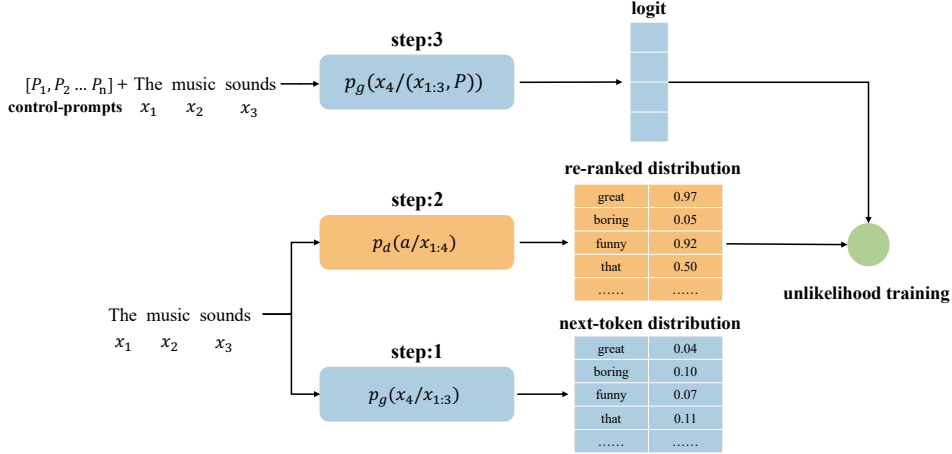 logit
step:3
[P₁, P₂ ... Pₙ] + The music sounds
control-prompts x₁ x₂ x₃
p_g(x₄/(x₁:₃, P))
re-ranked distribution
step:2
p_d(a/x₁:₄)
great 0.97
boring 0.05
funny 0.92
that 0.50
...... ......
unlikelihood training
The music sounds
x₁ x₂ x₃
next-token distribution
step:1
p_g(x₄/x₁:₃)
great 0.04
boring 0.10
funny 0.07
that 0.11
...... ......